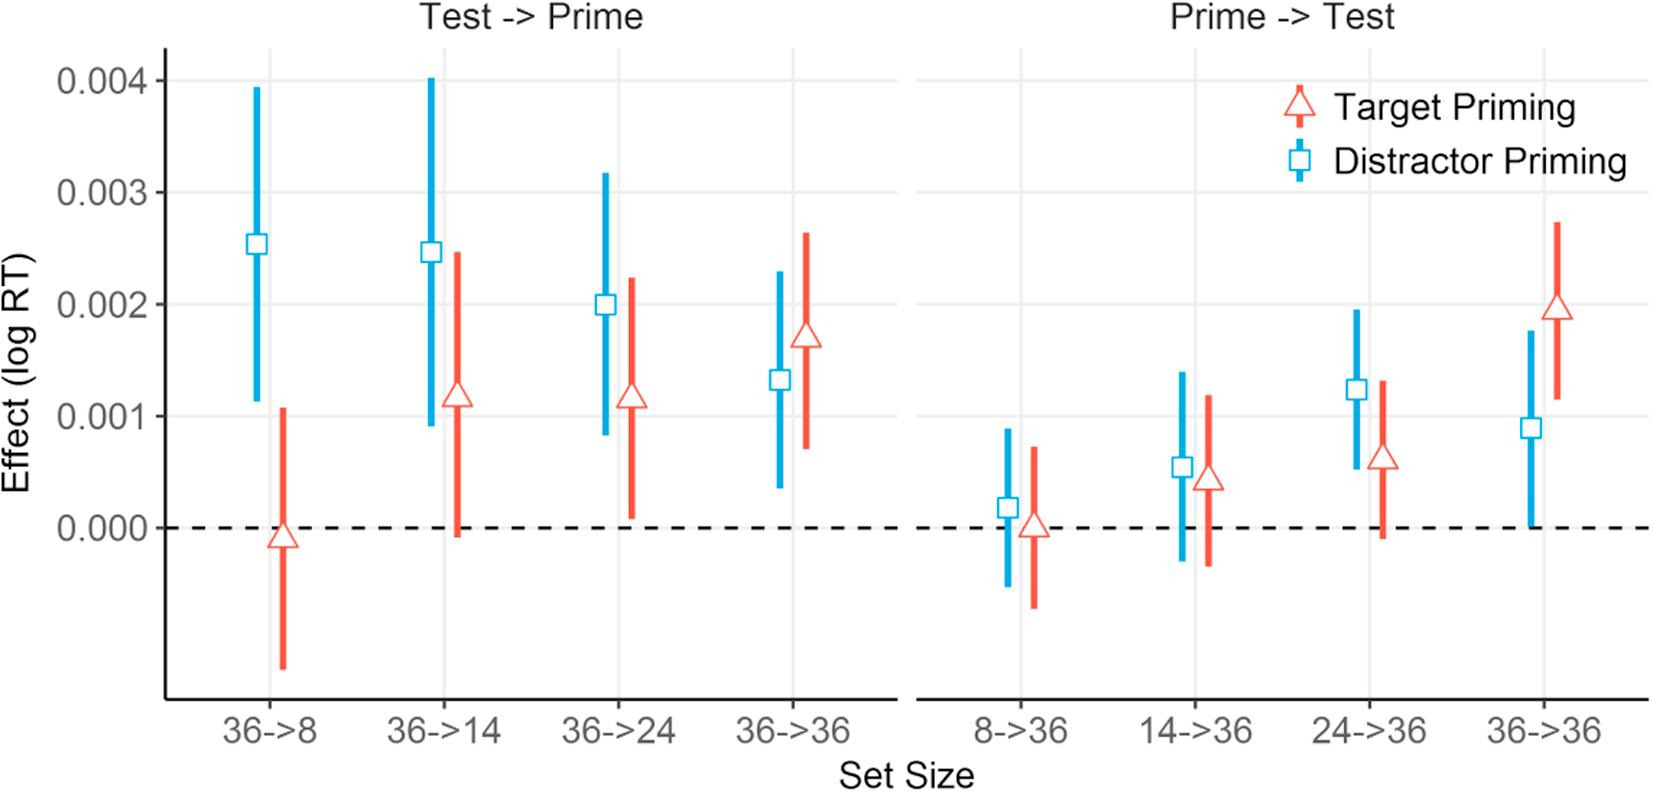 Test -> Prime
Prime -> Test
Target Priming
Distractor Priming
Effect (log RT)
0.004
0.003
0.002
0.001
0.000
36->8
36->14
36->24
36->36
8->36
14->36
24->36
36->36
Set Size